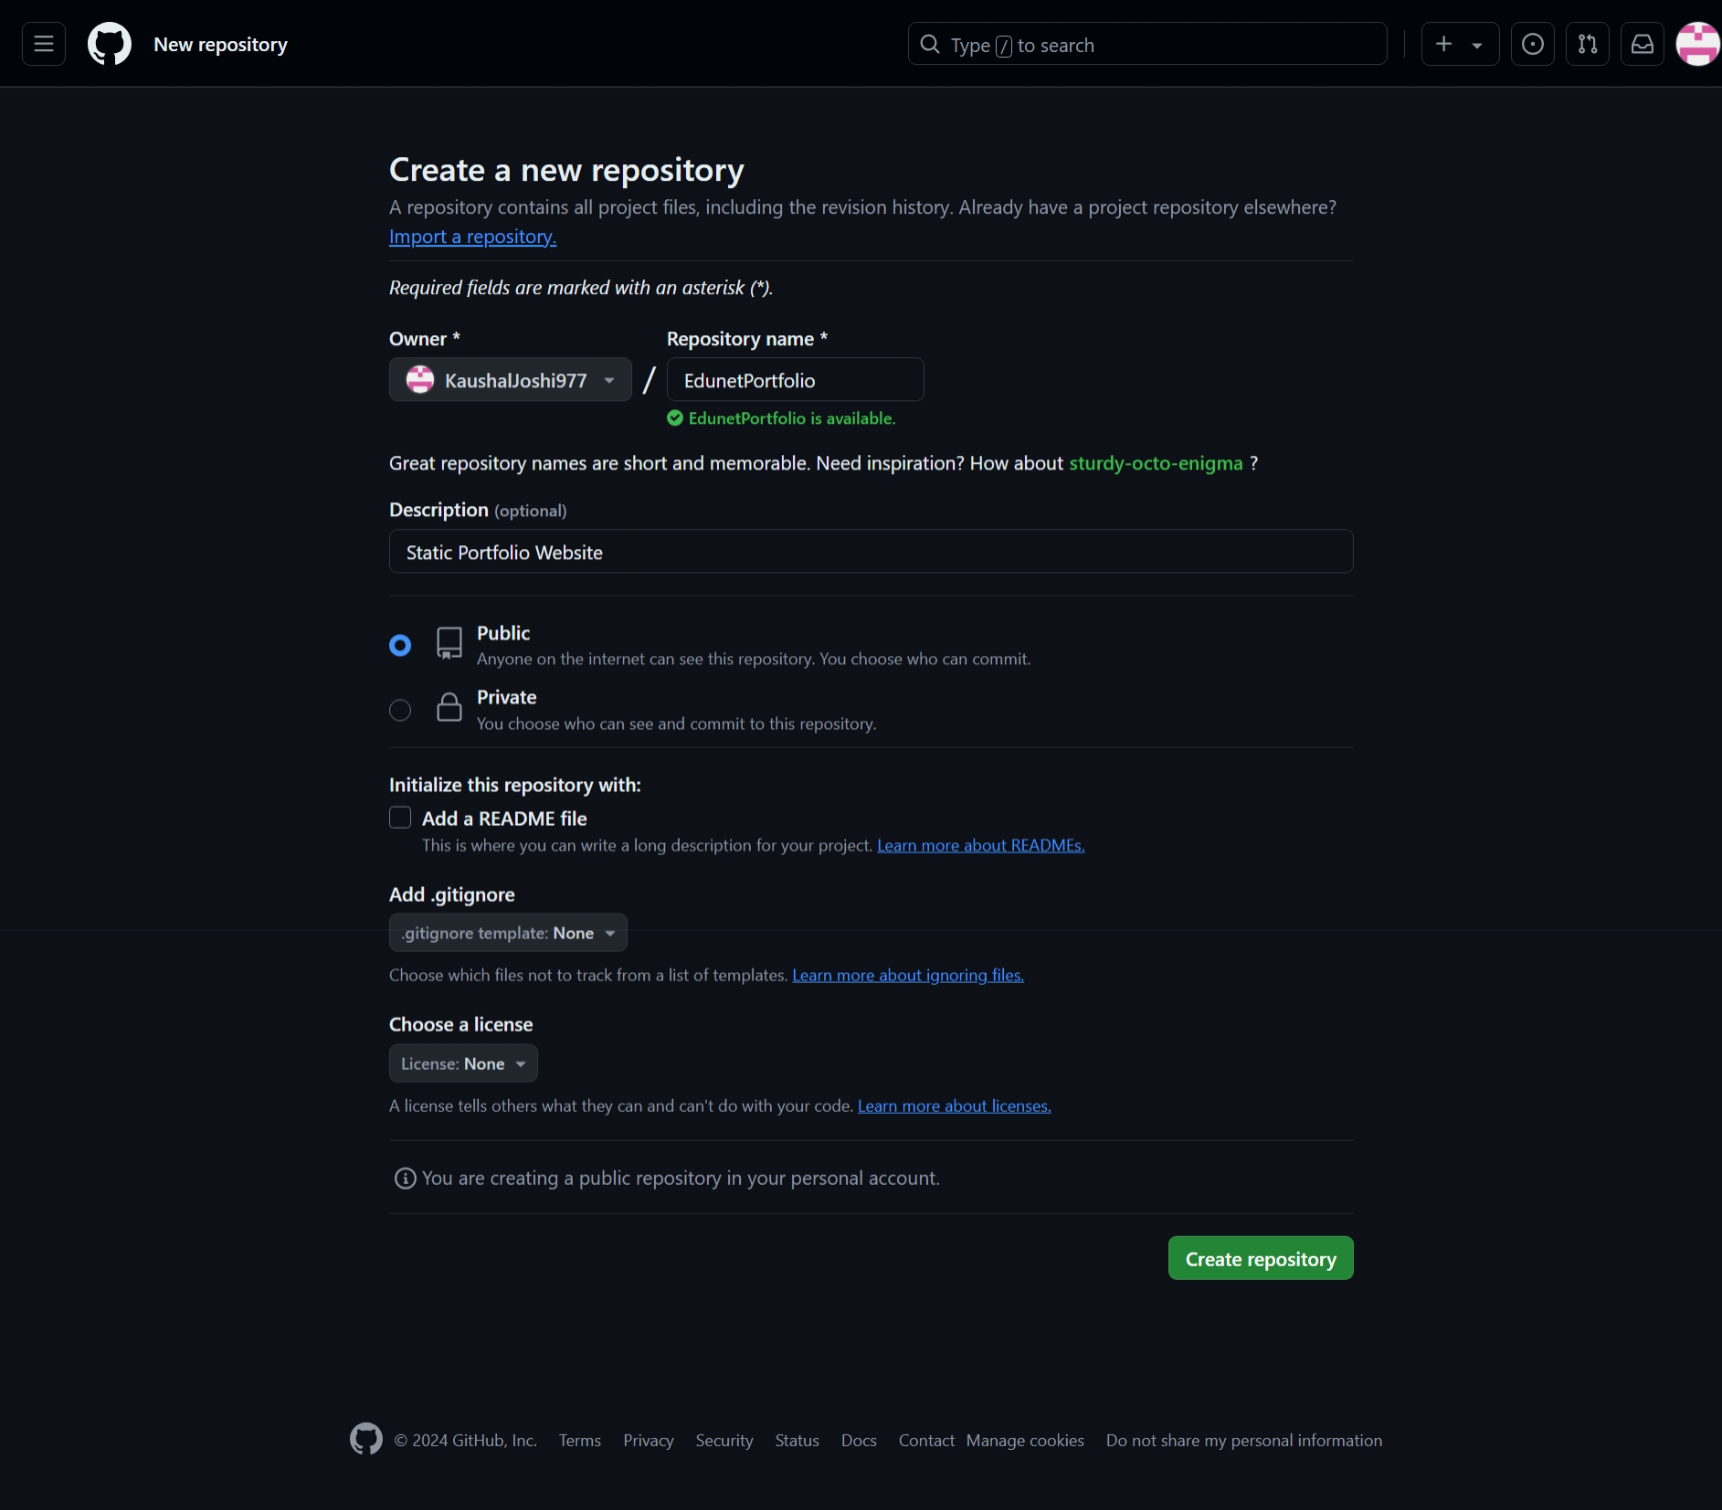 New repository
Type / to search
Create a new repository
A repository contains all project files, including the revision history. Already have a project repository elsewhere?
Import a repository.
Required fields are marked with an asterisk (*).
Owner * Repository name *
KaushalJoshi977 / EdunetPortfolio
EdunetPortfolio is available.
Great repository names are short and memorable. Need inspiration? How about sturdy-octo-enigma ?
Description (optional)
Static Portfolio Website
Public
Anyone on the internet can see this repository. You choose who can commit.
Private
You choose who can see and commit to this repository.
Initialize this repository with:
Add a README file
This is where you can write a long description for your project. Learn more about READMEs.
Add .gitignore
.gitignore template: None
Choose which files not to track from a list of templates. Learn more about ignoring files.
Choose a license
License: None
A license tells others what they can and can't do with your code. Learn more about licenses.
You are creating a public repository in your personal account.
Create repository
© 2024 GitHub, Inc. Terms Privacy Security Status Docs Contact Manage cookies Do not share my personal information